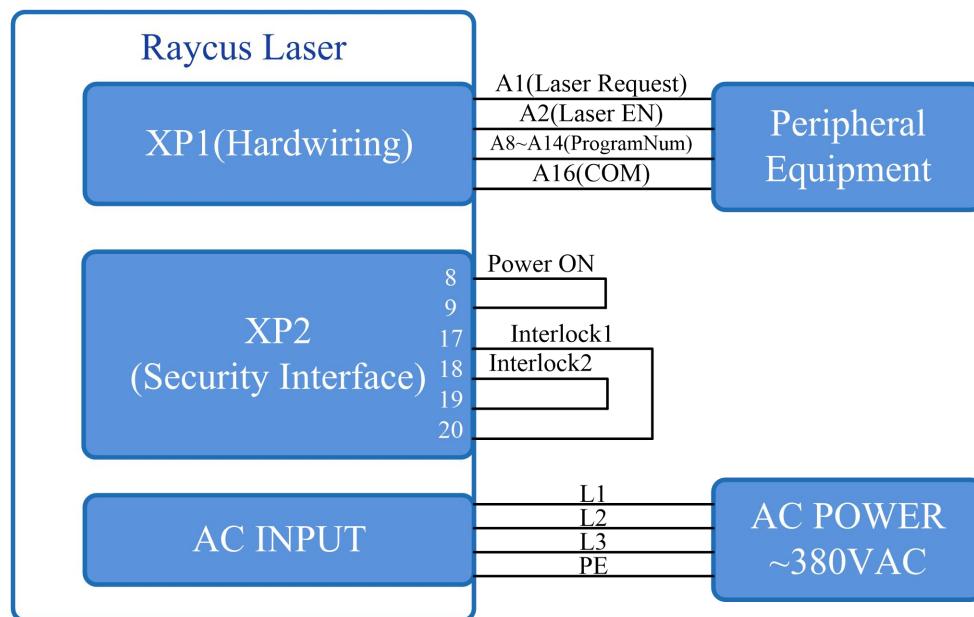 Raycus Laser
XP1(Hardwiring)
A1(Laser Request)
A2(Laser EN)
A8~A14(ProgramNum)
A16(COM)
Peripheral
Equipment
XP2
(Security Interface)
8
9
17
18
19
20
Power ON
Interlock1
Interlock2
AC INPUT
L1
L2
L3
PE
AC POWER
~380VAC